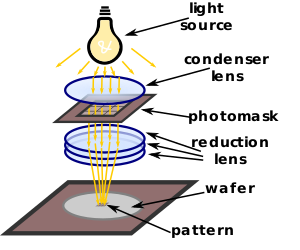 light
source
condenser
lens
photomask
reduction
lens
wafer
pattern